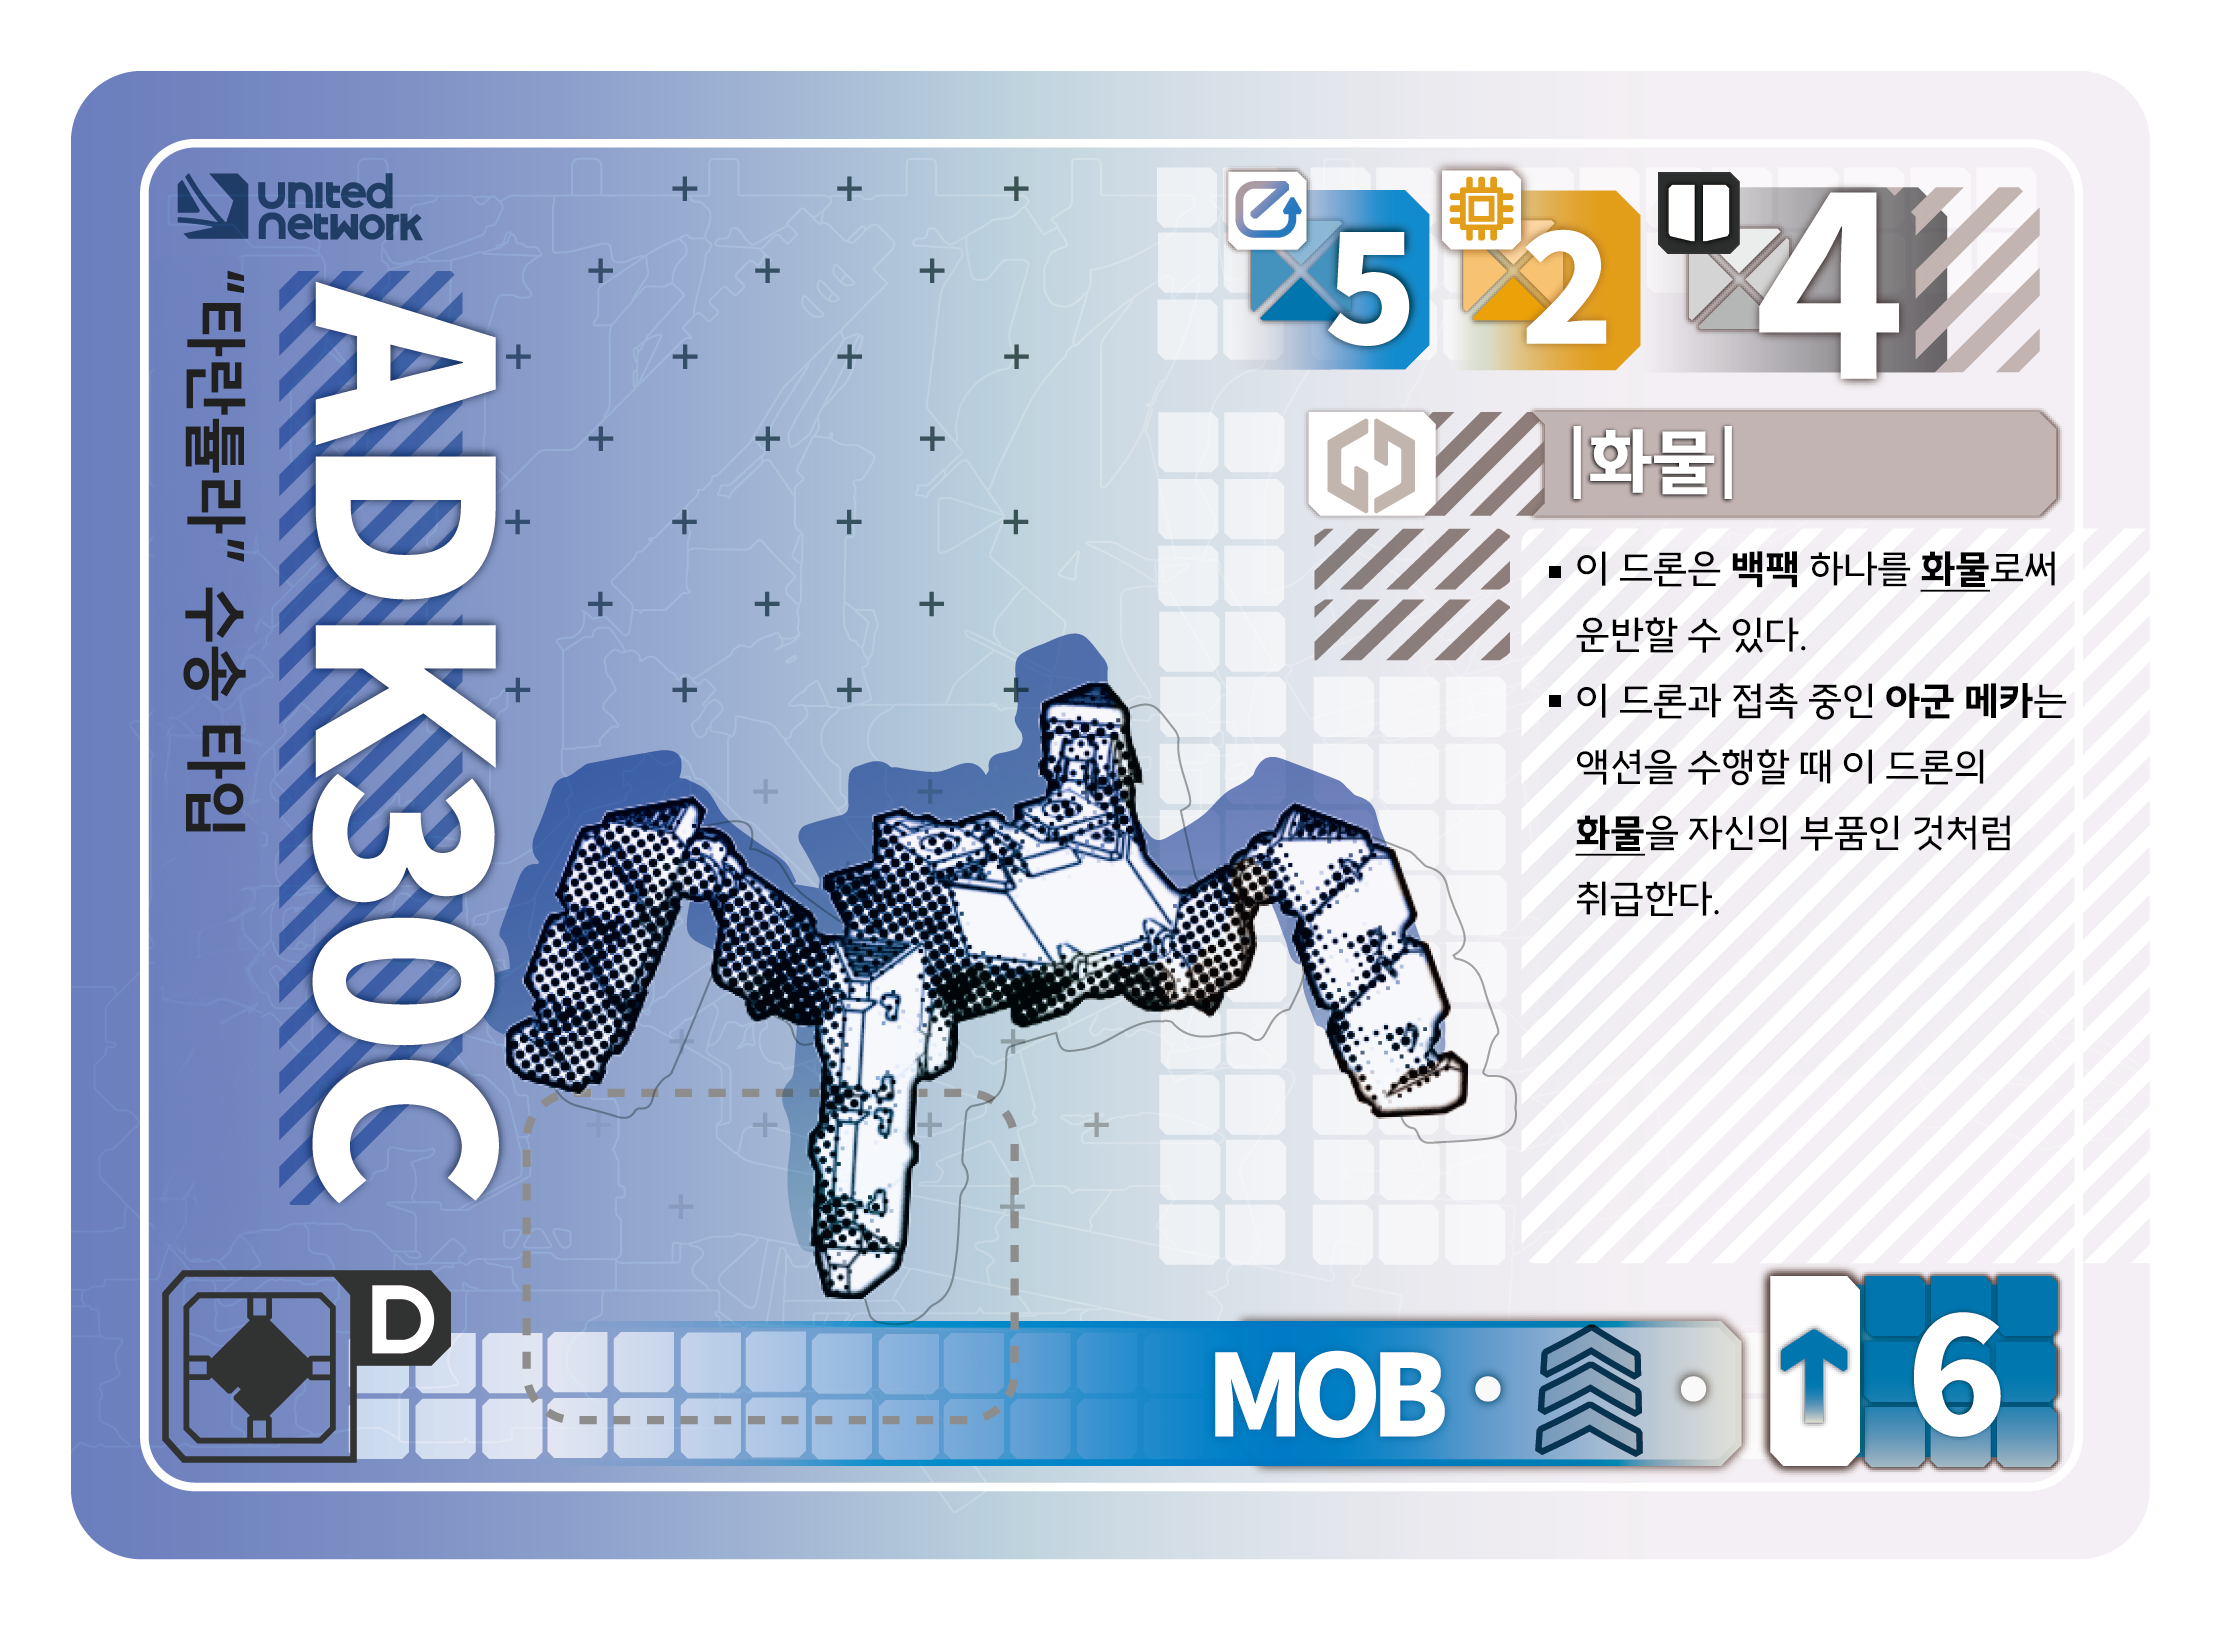 UNITED
NETWORK
ADK30C
"타란튤라" 수송 타입
5
2
4
|화물|
▪ 이 드론은 백팩 하나를 화물로써
운반할 수 있다.
▪ 이 드론과 접촉 중인 아군 메카는
액션을 수행할 때 이 드론의
화물을 자신의 부품인 것처럼
취급한다.
D
MOB
6